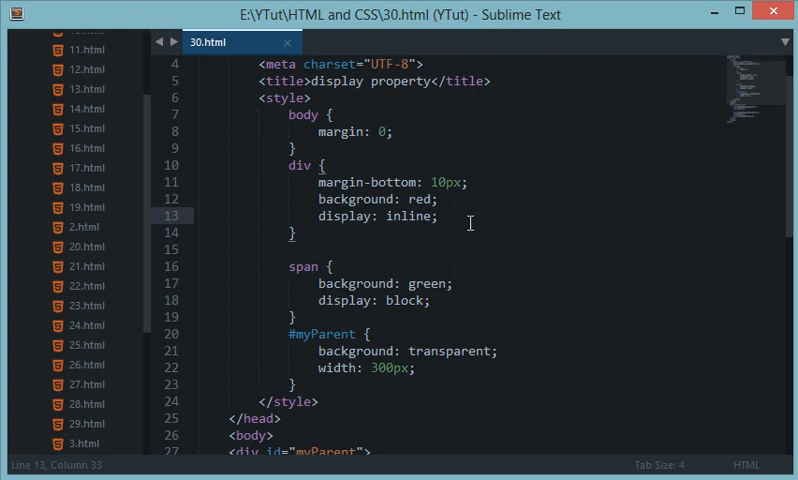 E:\YTut\HTML and CSS\30.html (YTut) - Sublime Text
11.html
12.html
13.html
14.html
15.html
16.html
17.html
18.html
19.html
2.html
20.html
21.html
22.html
23.html
24.html
25.html
26.html
27.html
28.html
29.html
3.html
30.html
4 <meta charset="UTF-8">
5 <title>display property</title>
6 <style>
7 body {
8 margin: 0;
9 }
10 div {
11 margin-bottom: 10px;
12 background: red;
13 display: inline;
14 }
15
16 span {
17 background: green;
18 display: block;
19 }
20 #myParent {
21 background: transparent;
22 width: 300px;
23 }
24 </style>
25 </head>
26 <body>
27 <div id="myParent">
Line 13, Column 33
Tab Size: 4
HTML